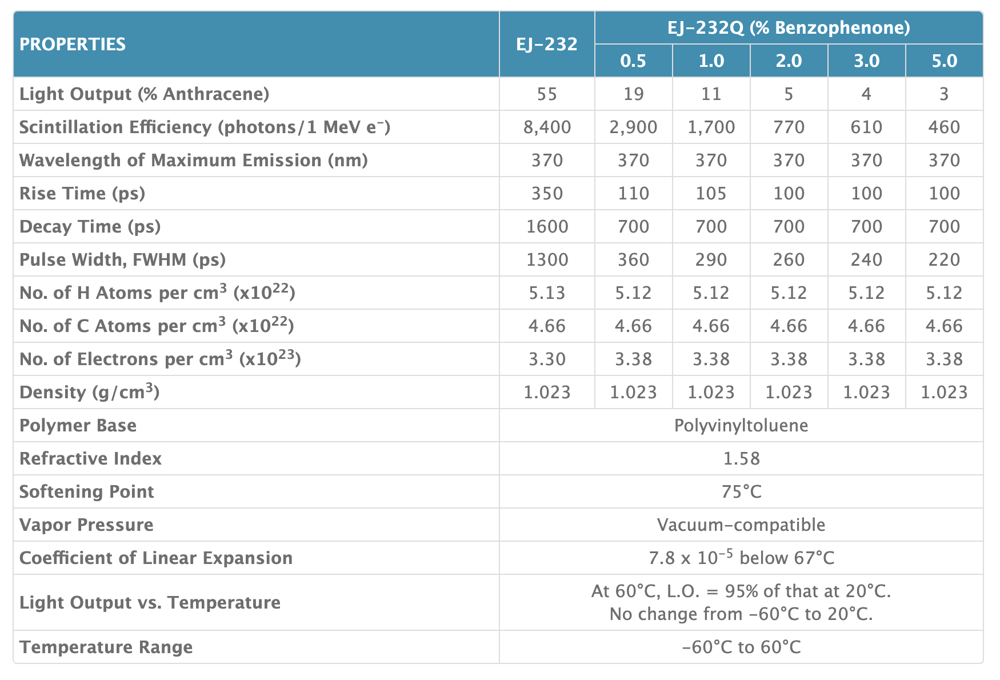 PROPERTIES EJ-232 EJ-232Q (% Benzophenone)
0.5 1.0 2.0 3.0 5.0
Light Output (% Anthracene) 55 19 11 5 4 3
Scintillation Efficiency (photons/1 MeV e⁻) 8,400 2,900 1,700 770 610 460
Wavelength of Maximum Emission (nm) 370 370 370 370 370 370
Rise Time (ps) 350 110 105 100 100 100
Decay Time (ps) 1600 700 700 700 700 700
Pulse Width, FWHM (ps) 1300 360 290 260 240 220
No. of H Atoms per cm³ (x10²²) 5.13 5.12 5.12 5.12 5.12 5.12
No. of C Atoms per cm³ (x10²²) 4.66 4.66 4.66 4.66 4.66 4.66
No. of Electrons per cm³ (x10²³) 3.30 3.38 3.38 3.38 3.38 3.38
Density (g/cm³) 1.023 1.023 1.023 1.023 1.023 1.023
Polymer Base Polyvinyltoluene
Refractive Index 1.58
Softening Point 75°C
Vapor Pressure Vacuum-compatible
Coefficient of Linear Expansion 7.8 x 10⁻⁵ below 67°C
Light Output vs. Temperature At 60°C, L.O. = 95% of that at 20°C.
No change from -60°C to 20°C.
Temperature Range -60°C to 60°C